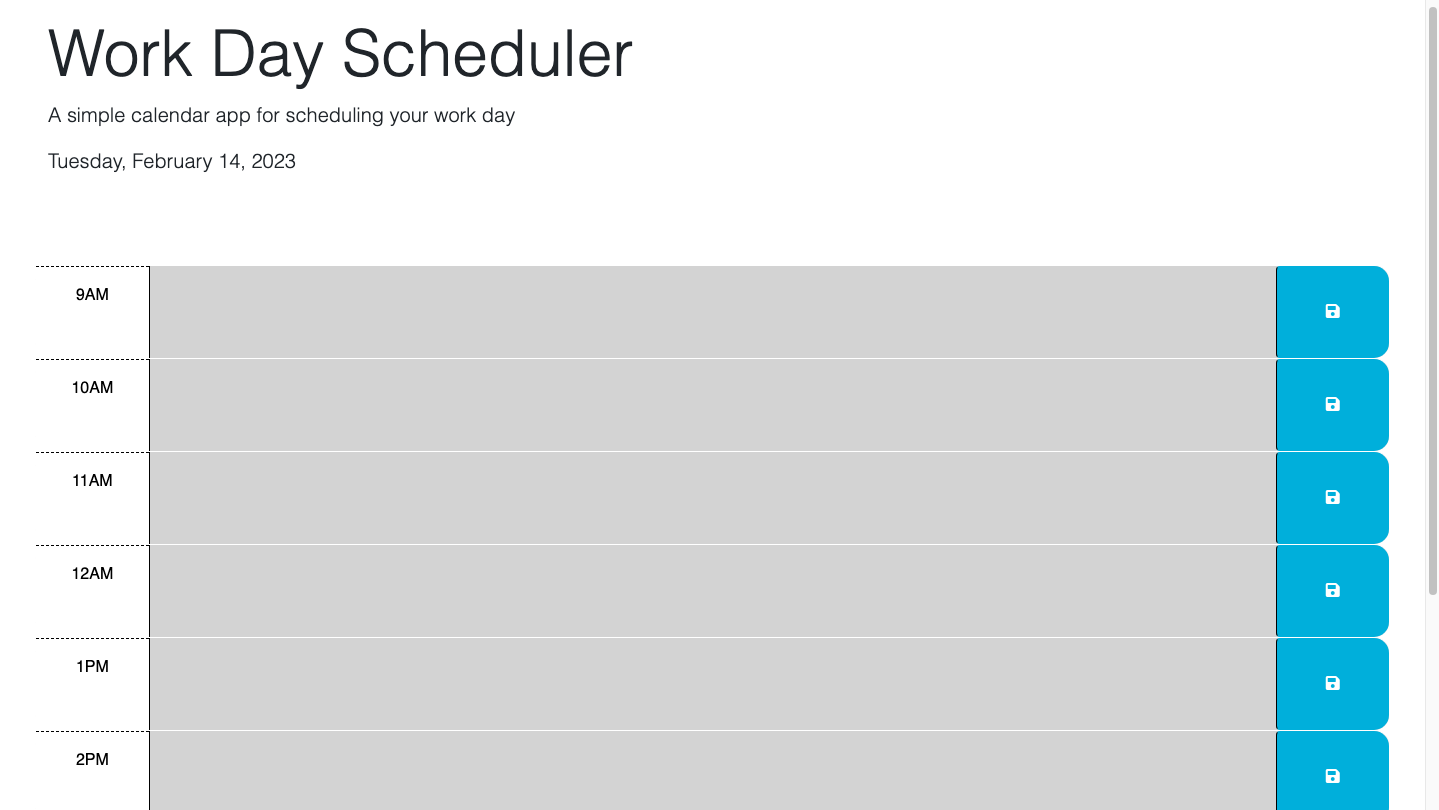 Work Day Scheduler
A simple calendar app for scheduling your work day
Tuesday, February 14, 2023
9AM
10AM
11AM
12AM
1PM
2PM